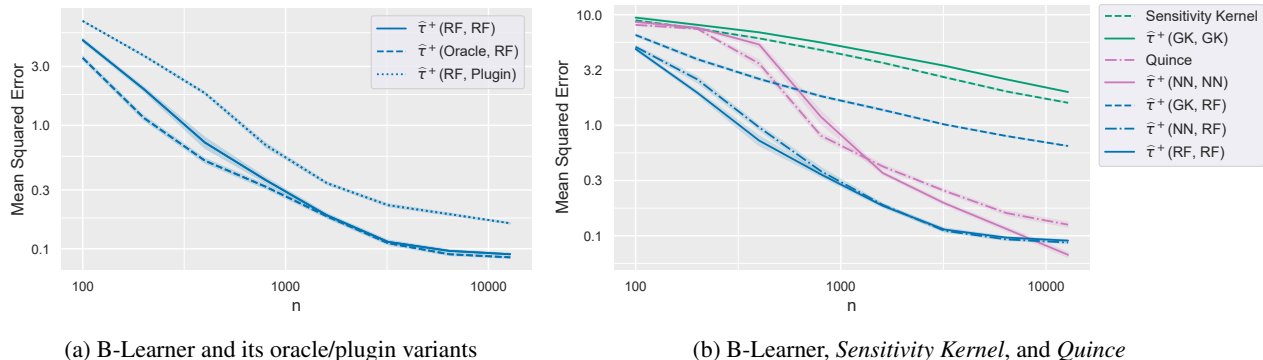 3.0
1.0
0.3
0.1
Mean Squared Error
100
1000
10000
n
τ̂⁺(RF, RF)
τ̂⁺(Oracle, RF)
τ̂⁺(RF, Plugin)
(a) B-Learner and its oracle/plugin variants
10.0
3.2
1.0
0.3
0.1
Mean Squared Error
100
1000
10000
n
Sensitivity Kernel
τ̂⁺(GK, GK)
Quince
τ̂⁺(NN, NN)
τ̂⁺(GK, RF)
τ̂⁺(NN, RF)
τ̂⁺(RF, RF)
(b) B-Learner, Sensitivity Kernel, and Quince